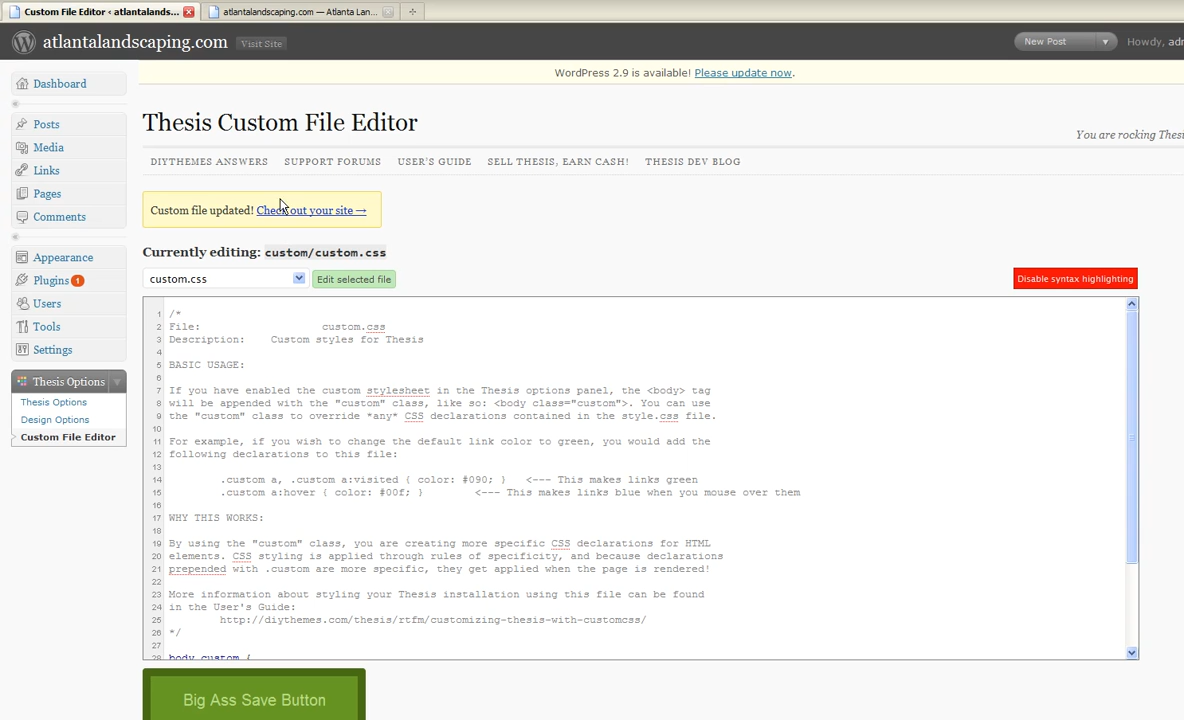 Custom File Editor ‹ atlantalands...
atlantalandscaping.com — Atlanta Lan...
atlantalandscaping.com Visit Site
New Post
Howdy,
WordPress 2.9 is available! Please update now.
Dashboard
Posts
Media
Links
Pages
Comments
Appearance
Plugins 1
Users
Tools
Settings
Thesis Options
Thesis Options
Design Options
Custom File Editor
Thesis Custom File Editor
You are rocking
DIYTHEMES ANSWERS SUPPORT FORUMS USER'S GUIDE SELL THESIS, EARN CASH! THESIS DEV BLOG
Custom file updated! Check out your site →
Currently editing: custom/custom.css
custom.css Edit selected file
Disable syntax highlighting
1 /*
2 File: custom.css
3 Description: Custom styles for Thesis
4
5 BASIC USAGE:
6
7 If you have enabled the custom stylesheet in the Thesis options panel, the <body> tag
8 will be appended with the "custom" class, like so: <body class="custom">. You can use
9 the "custom" class to override *any* CSS declarations contained in the style.css file.
10
11 For example, if you wish to change the default link color to green, you would add the
12 following declarations to this file:
13
14 .custom a, .custom a:visited { color: #090; } <--- This makes links green
15 .custom a:hover { color: #00f; } <--- This makes links blue when you mouse over them
16
17 WHY THIS WORKS:
18
19 By using the "custom" class, you are creating more specific CSS declarations for HTML
20 elements. CSS styling is applied through rules of specificity, and because declarations
21 prepended with .custom are more specific, they get applied when the page is rendered!
22
23 More information about styling your Thesis installation using this file can be found
24 in the User's Guide:
25 http://diythemes.com/thesis/rtfm/customizing-thesis-with-customcss/
26 */
27
28 body.custom {
Big Ass Save Button